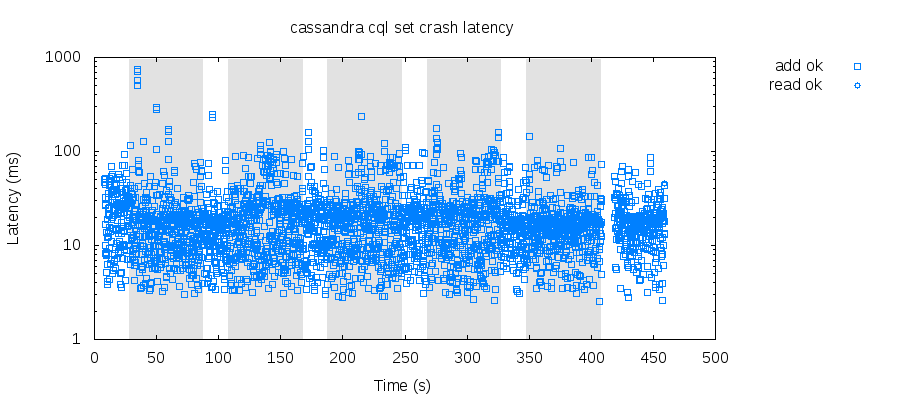 cassandra cql set crash latency
add ok
read ok
1000
100
10
1
Latency (ms)
0 50 100 150 200 250 300 350 400 450 500
Time (s)